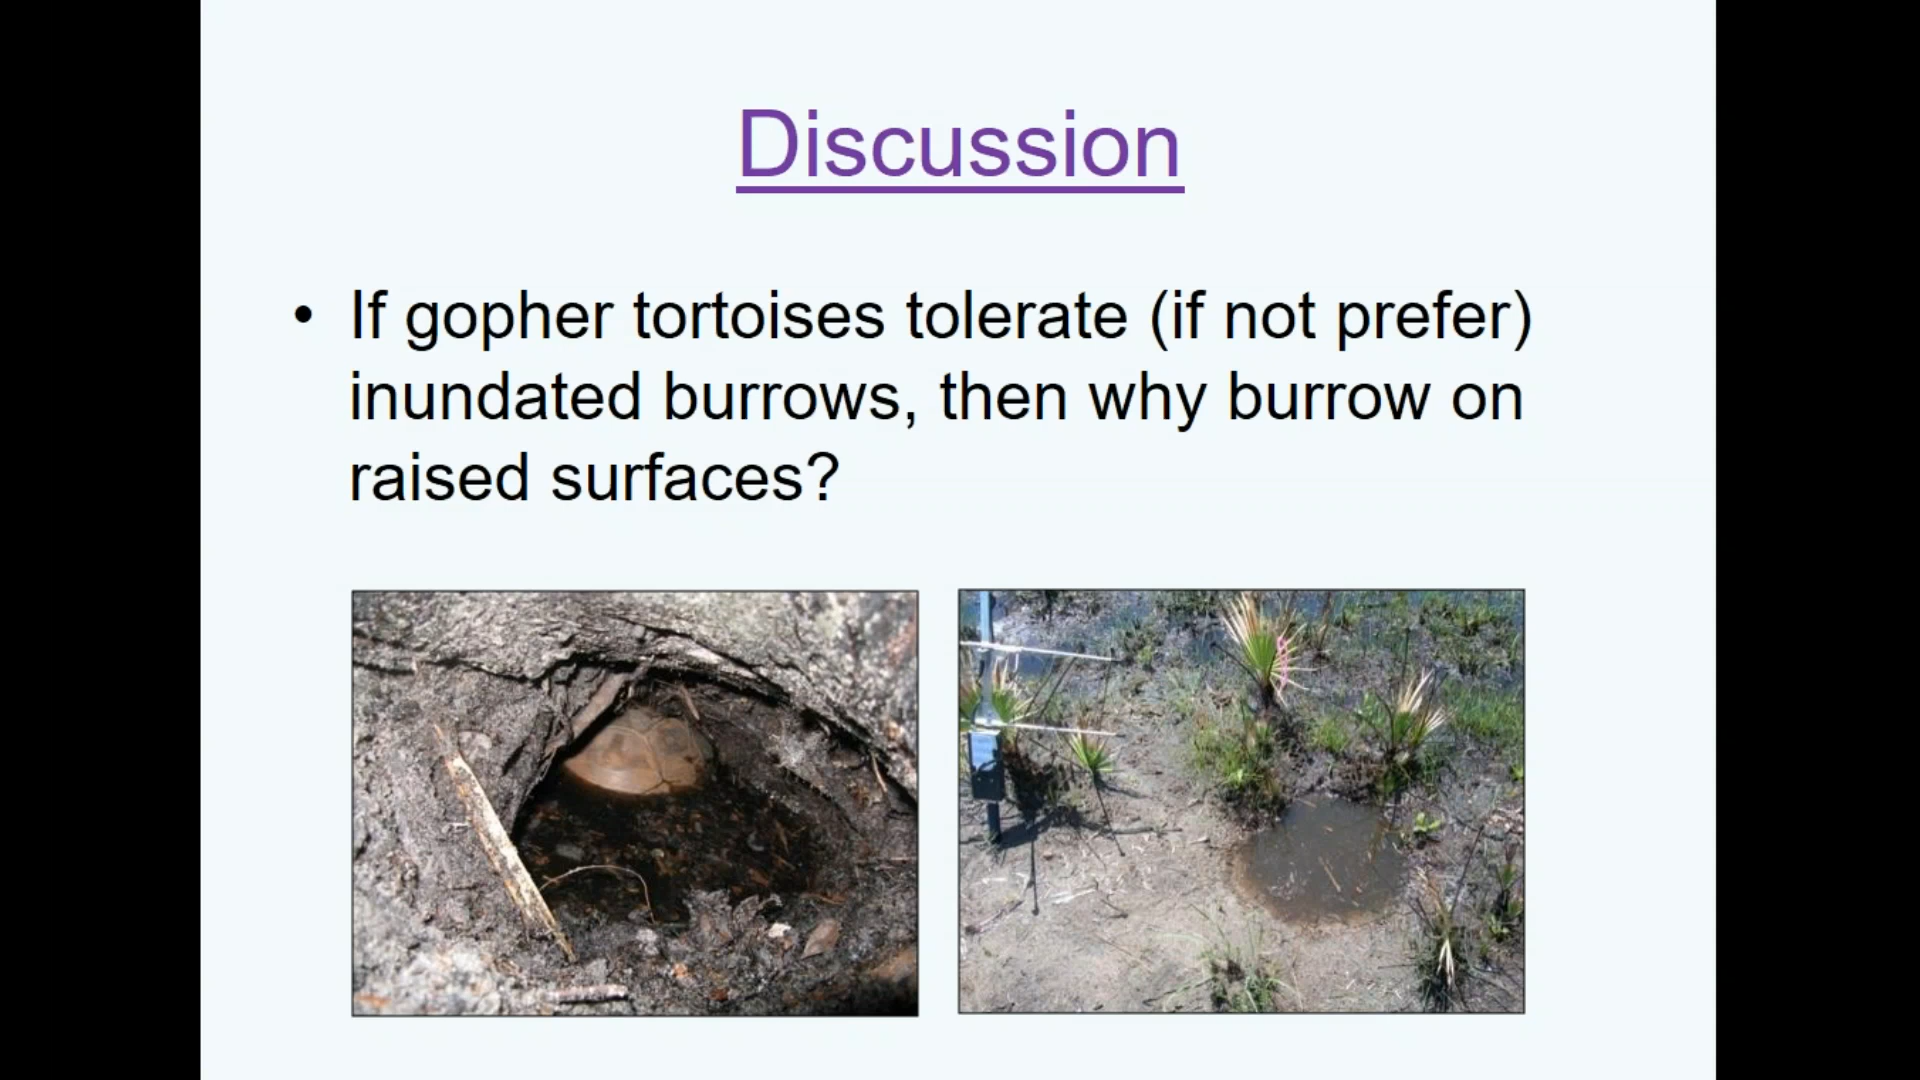 Discussion
• If gopher tortoises tolerate (if not prefer)
inundated burrows, then why burrow on
raised surfaces?